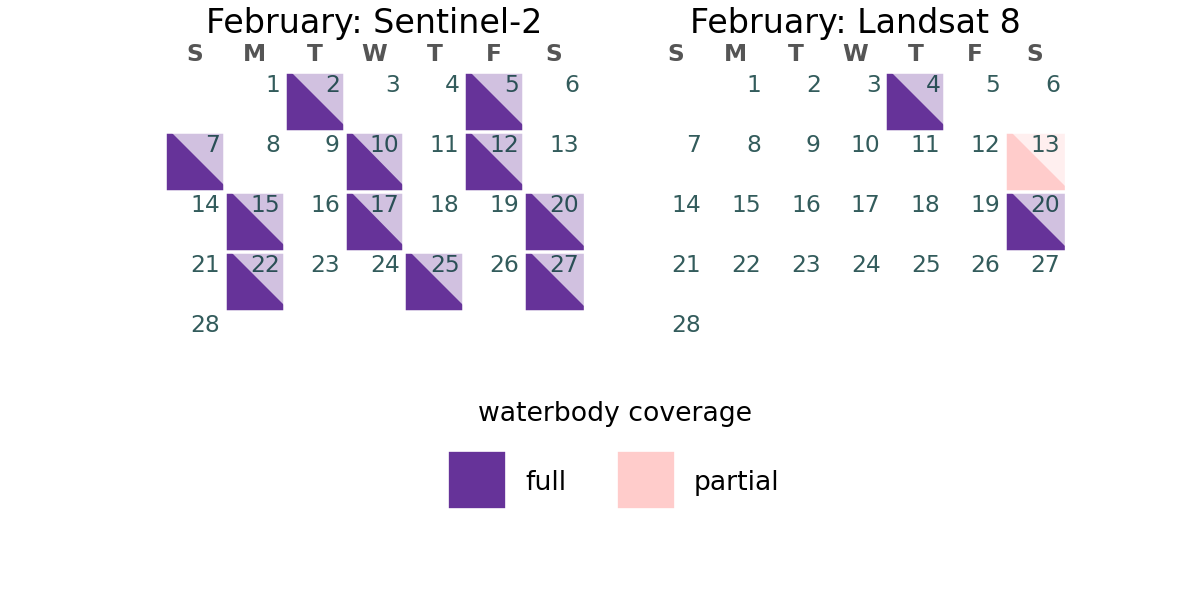 February: Sentinel-2
S M T W T F S
1 2 3 4 5 6
7 8 9 10 11 12 13
14 15 16 17 18 19 20
21 22 23 24 25 26 27
28
February: Landsat 8
S M T W T F S
1 2 3 4 5 6
7 8 9 10 11 12 13
14 15 16 17 18 19 20
21 22 23 24 25 26 27
28
waterbody coverage
full partial